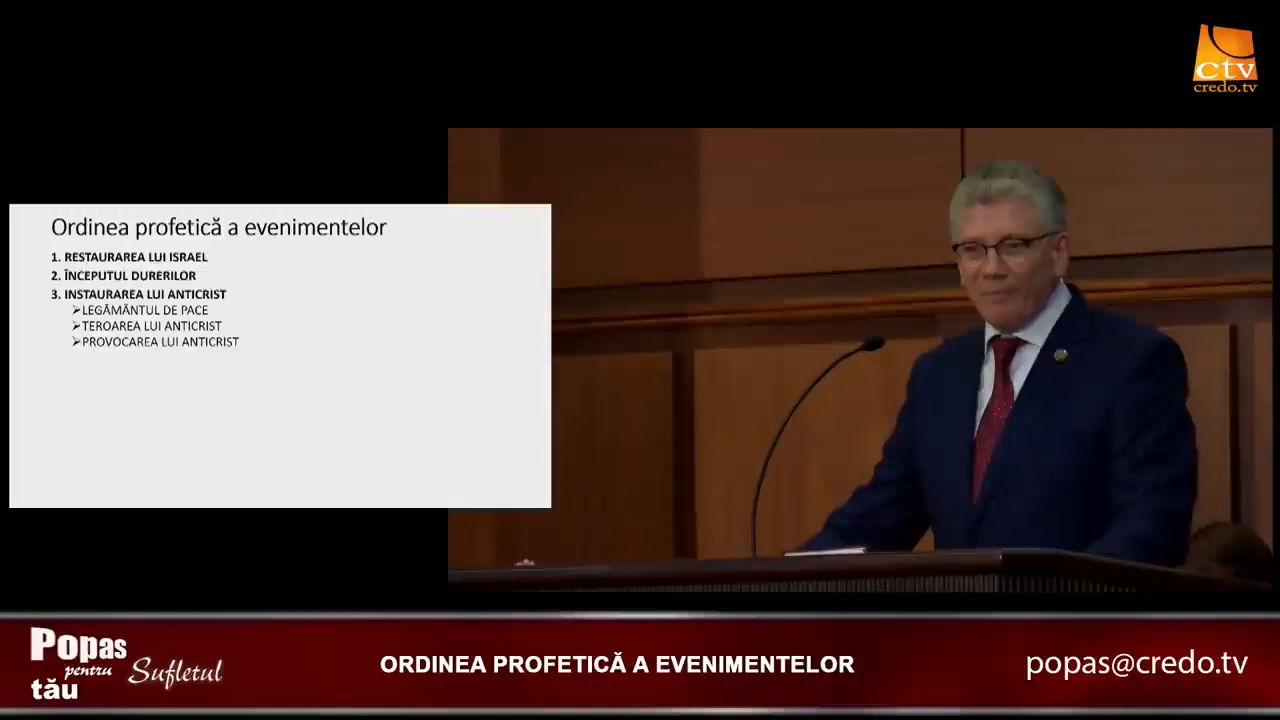 ctv
credo.tv
Ordinea profetică a evenimentelor
1. RESTAURAREA LUI ISRAEL
2. ÎNCEPUTUL DURERILOR
3. INSTAURAREA LUI ANTICRIST
➢LEGĂMÂNTUL DE PACE
➢TEROAREA LUI ANTICRIST
➢PROVOCAREA LUI ANTICRIST
Popas
pentru
tău Sufletul
ORDINEA PROFETICĂ A EVENIMENTELOR
popas@credo.tv